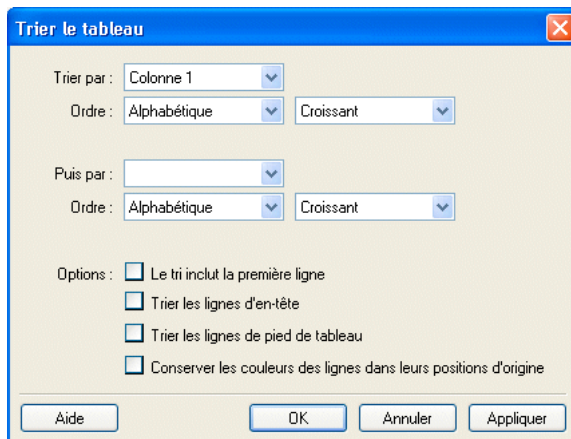 Trier le tableau
Trier par : Colonne 1
Ordre : Alphabétique Croissant
Puis par :
Ordre : Alphabétique Croissant
Options : Le tri inclut la première ligne
Trier les lignes d'en-tête
Trier les lignes de pied de tableau
Conserver les couleurs des lignes dans leurs positions d'origine
Aide OK Annuler Appliquer